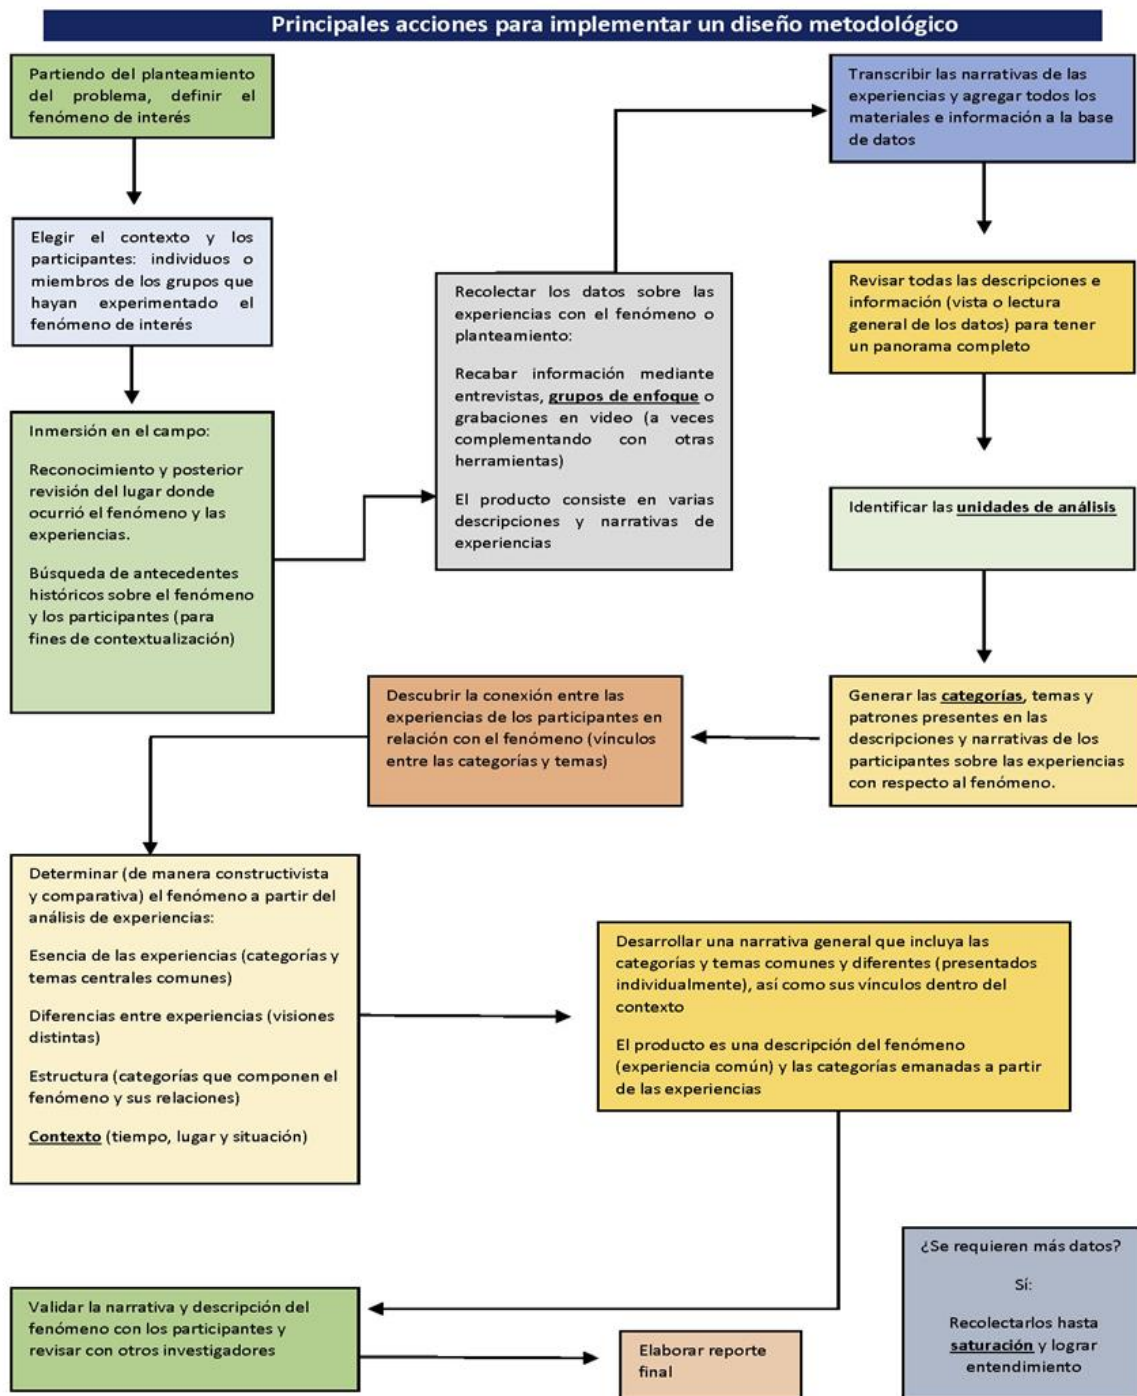 Principales acciones para implementar un diseño metodológico
Partiendo del planteamiento
del problema, definir el
fenómeno de interés
Elegir el contexto y los
participantes: individuos o
miembros de los grupos que
hayan experimentado el
fenómeno de interés
Inmersión en el campo:
Reconocimiento y posterior
revisión del lugar donde
ocurrió el fenómeno y las
experiencias.
Búsqueda de antecedentes
históricos sobre el fenómeno
y los participantes (para
fines de contextualización)
Recolectar los datos sobre las
experiencias con el fenómeno o
planteamiento:
Recabar información mediante
entrevistas, grupos de enfoque o
grabaciones en video (a veces
complementando con otras
herramientas)
El producto consiste en varias
descripciones y narrativas de
experiencias
Transcribir las narrativas de las
experiencias y agregar todos los
materiales e información a la base
de datos
Revisar todas las descripciones e
información (vista o lectura
general de los datos) para tener
un panorama completo
Identificar las unidades de análisis
Generar las categorías, temas y
patrones presentes en las
descripciones y narrativas de los
participantes sobre las experiencias
con respecto al fenómeno.
Descubrir la conexión entre las
experiencias de los participantes en
relación con el fenómeno (vínculos
entre las categorías y temas)
Determinar (de manera constructivista
y comparativa) el fenómeno a partir del
análisis de experiencias:
Esencia de las experiencias (categorías y
temas centrales comunes)
Diferencias entre experiencias (visiones
distintas)
Estructura (categorías que componen el
fenómeno y sus relaciones)
Contexto (tiempo, lugar y situación)
Desarrollar una narrativa general que incluya las
categorías y temas comunes y diferentes (presentados
individualmente), así como sus vínculos dentro del
contexto
El producto es una descripción del fenómeno
(experiencia común) y las categorías emanadas a partir
de las experiencias
Validar la narrativa y descripción del
fenómeno con los participantes y
revisar con otros investigadores
Elaborar reporte
final
¿Se requieren más datos?
Sí:
Recolectarlos hasta
saturación y lograr
entendimiento